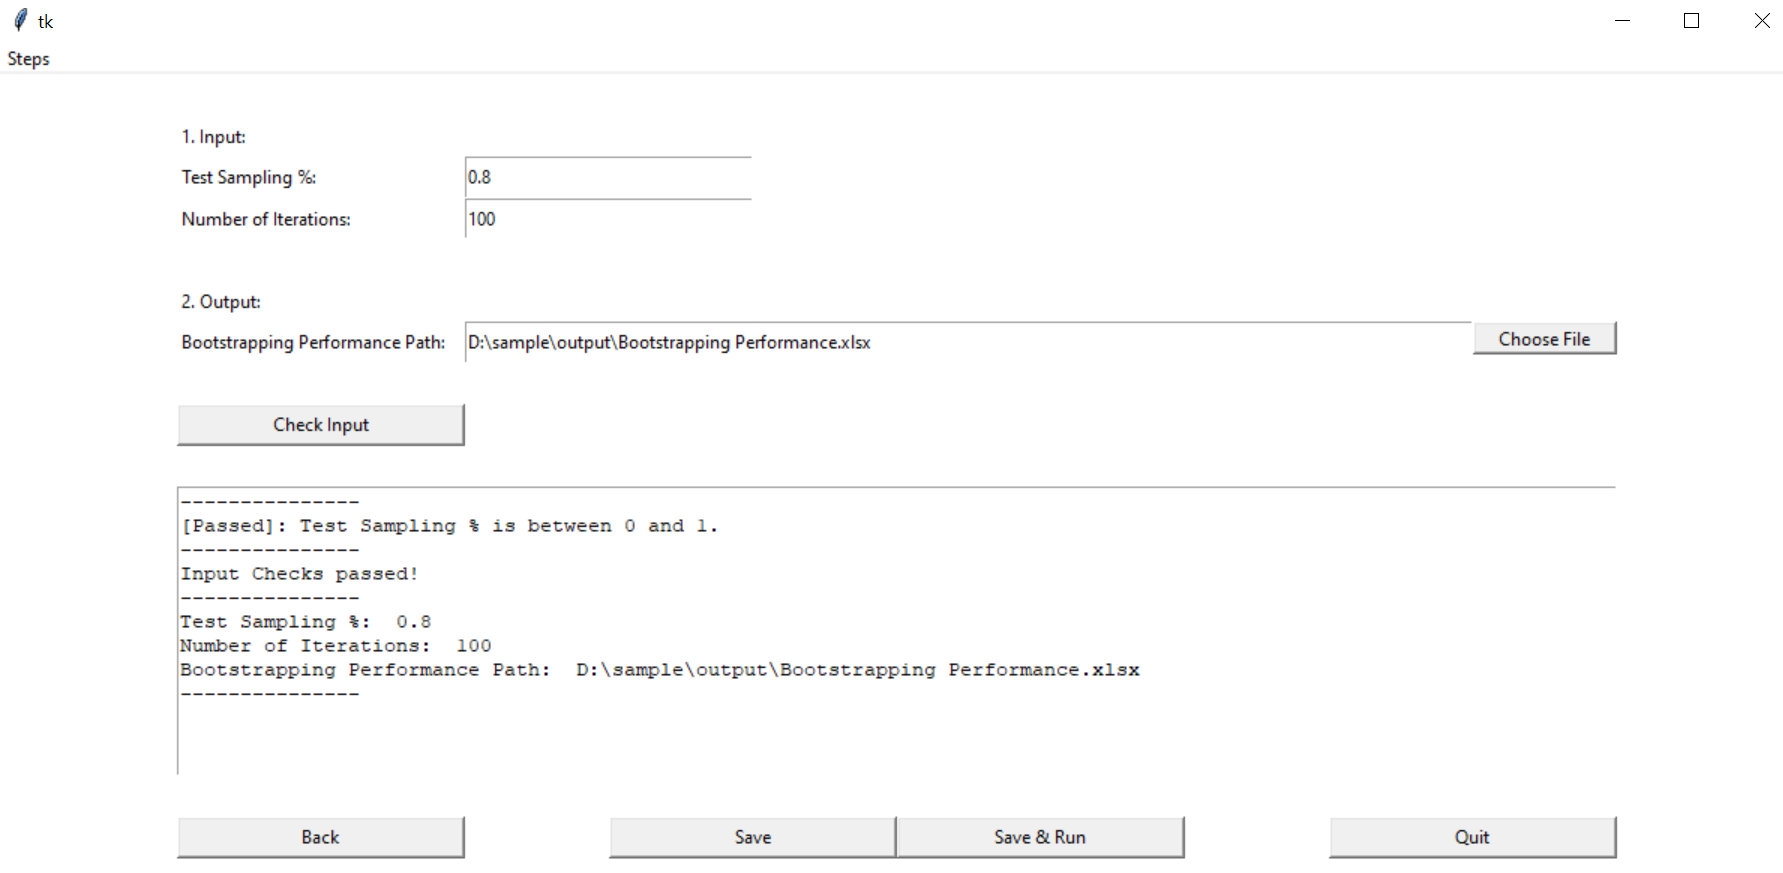 tk
Steps
1. Input:
Test Sampling %: 0.8
Number of Iterations: 100
2. Output:
Bootstrapping Performance Path: D:\sample\output\Bootstrapping Performance.xlsx Choose File
Check Input
---------------
[Passed]: Test Sampling % is between 0 and 1.
---------------
Input Checks passed!
---------------
Test Sampling %:  0.8
Number of Iterations:  100
Bootstrapping Performance Path:  D:\sample\output\Bootstrapping Performance.xlsx
---------------
Back Save Save & Run Quit